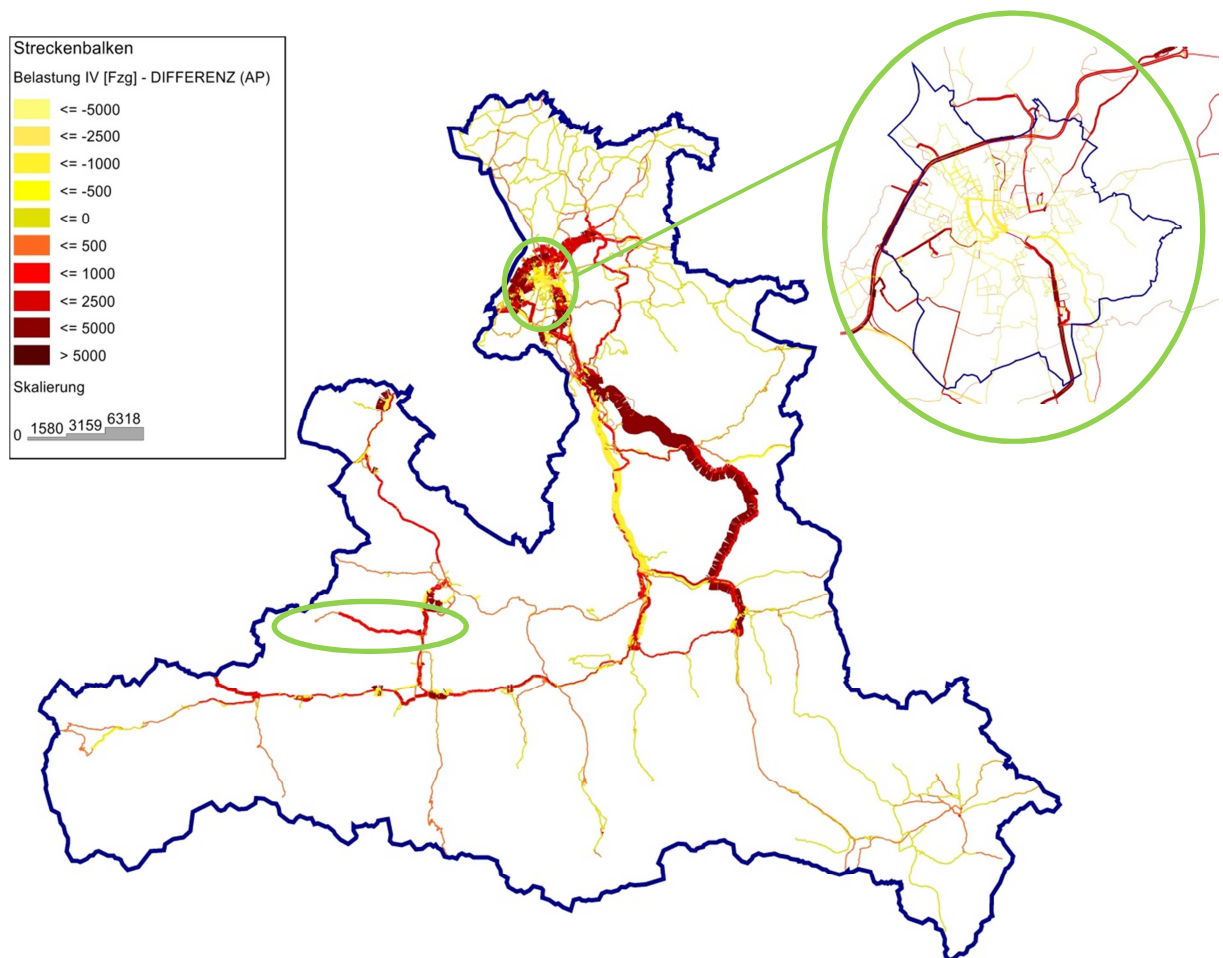 Streckenbalken
Belastung IV [Fzg] - DIFFERENZ (AP)
<= -5000
<= -2500
<= -1000
<= -500
<= 0
<= 500
<= 1000
<= 2500
<= 5000
> 5000
Skalierung
0 1580 3159 6318